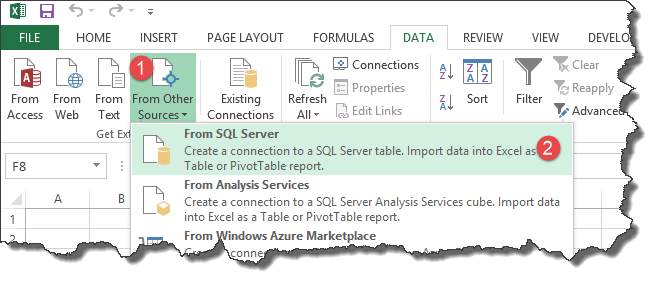 FILE HOME INSERT PAGE LAYOUT FORMULAS DATA REVIEW VIEW DEVELO
1
From Access
From Web
From Text
From Other Sources
Existing Connections
Refresh All
Connections
Properties
Edit Links
A Z
Z A
Z A A Z
Sort
Filter
Clear
Reapply
Advanced
Get Ext
From SQL Server
Create a connection to a SQL Server table. Import data into Excel as
Table or PivotTable report.
2
F8
From Analysis Services
Create a connection to a SQL Server Analysis Services cube. Import data
into Excel as a Table or PivotTable report.
A B
1
2
From Windows Azure Marketplace